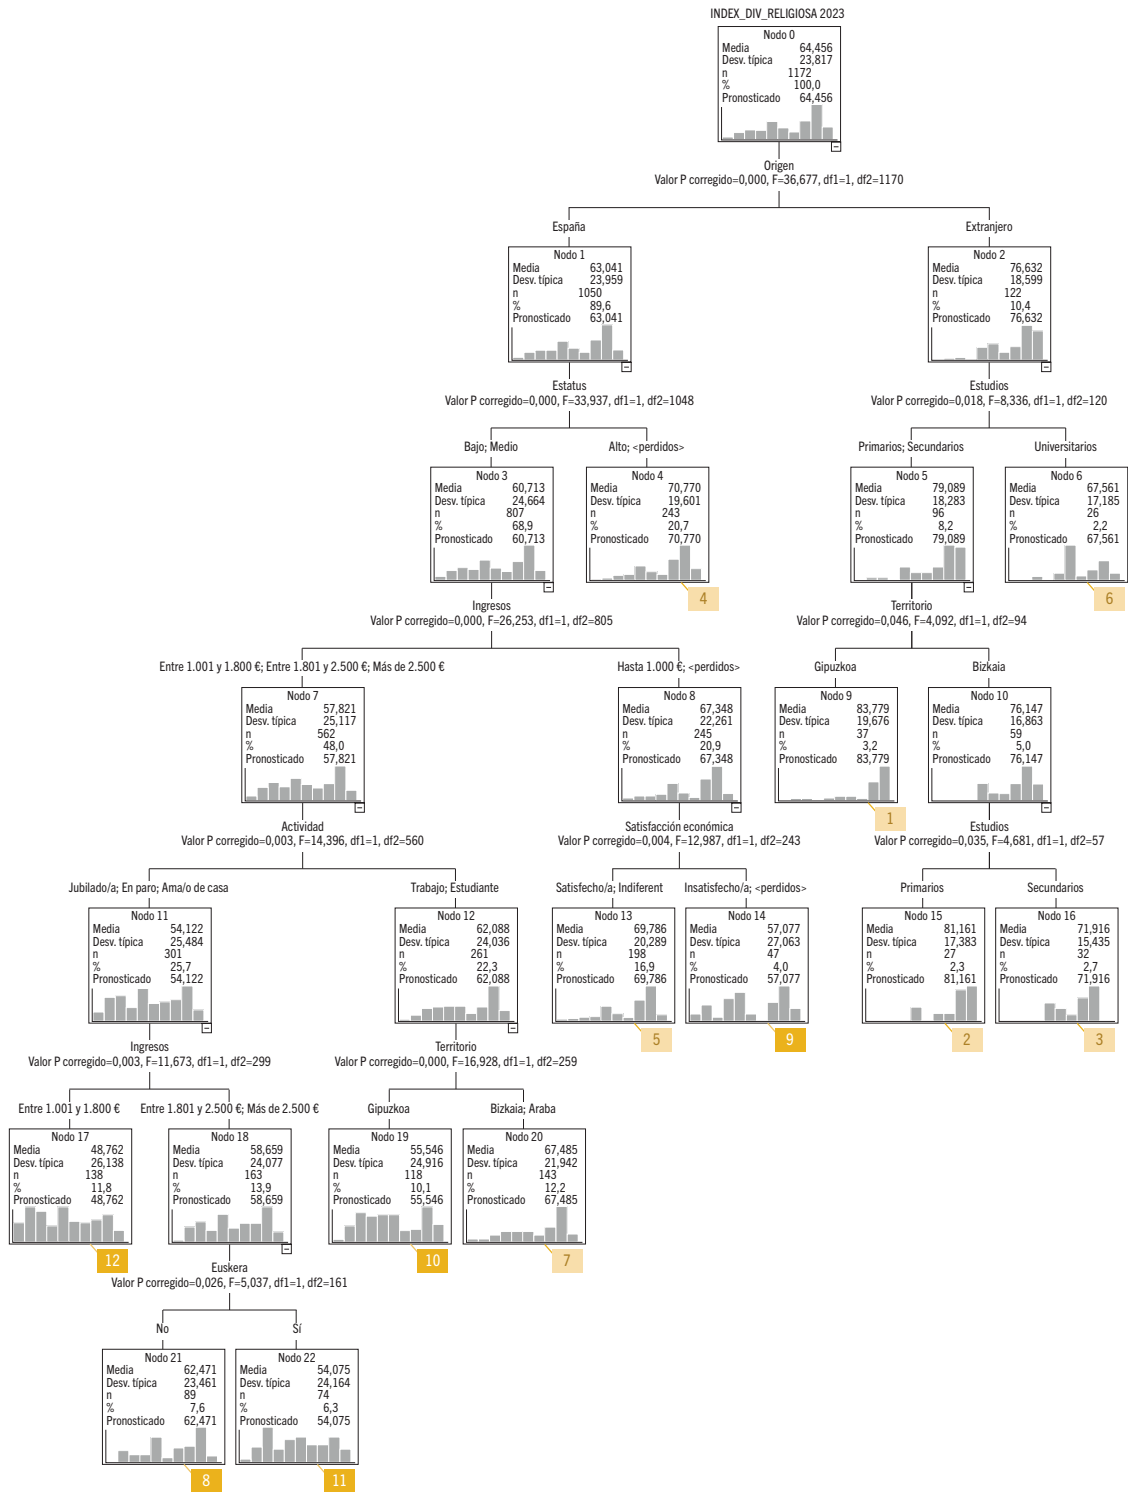 INDEX_DIV_RELIGIOSA 2023
Nodo 0
Media 64,456
Desv. típica 23,817
n 1172
% 100,0
Pronosticado 64,456
Origen
Valor P corregido=0,000, F=36,677, df1=1, df2=1170
España
Extranjero
Nodo 1
Media 63,041
Desv. típica 23,959
n 1050
% 89,6
Pronosticado 63,041
Nodo 2
Media 76,632
Desv. típica 18,599
n 122
% 10,4
Pronosticado 76,632
Estatus
Valor P corregido=0,000, F=33,937, df1=1, df2=1048
Estudios
Valor P corregido=0,018, F=8,336, df1=1, df2=120
Bajo; Medio
Alto; <perdidos>
Primarios; Secundarios
Universitarios
Nodo 3
Media 60,713
Desv. típica 24,664
n 807
% 68,9
Pronosticado 60,713
Nodo 4
Media 70,770
Desv. típica 19,601
n 243
% 20,7
Pronosticado 70,770
4
Nodo 5
Media 79,089
Desv. típica 18,283
n 96
% 8,2
Pronosticado 79,089
Nodo 6
Media 67,561
Desv. típica 17,185
n 26
% 2,2
Pronosticado 67,561
6
Ingresos
Valor P corregido=0,000, F=26,253, df1=1, df2=805
Territorio
Valor P corregido=0,046, F=4,092, df1=1, df2=94
Entre 1.001 y 1.800 €; Entre 1.801 y 2.500 €; Más de 2.500 €
Hasta 1.000 €; <perdidos>
Gipuzkoa
Bizkaia
Nodo 7
Media 57,821
Desv. típica 25,117
n 562
% 48,0
Pronosticado 57,821
Nodo 8
Media 67,348
Desv. típica 22,261
n 245
% 20,9
Pronosticado 67,348
Nodo 9
Media 83,779
Desv. típica 19,676
n 37
% 3,2
Pronosticado 83,779
1
Nodo 10
Media 76,147
Desv. típica 16,863
n 59
% 5,0
Pronosticado 76,147
Actividad
Valor P corregido=0,003, F=14,396, df1=1, df2=560
Satisfacción económica
Valor P corregido=0,004, F=12,987, df1=1, df2=243
Estudios
Valor P corregido=0,035, F=4,681, df1=1, df2=57
Jubilado/a; En paro; Ama/o de casa
Trabajo; Estudiante
Satisfecho/a; Indiferent
Insatisfecho/a; <perdidos>
Primarios
Secundarios
Nodo 11
Media 54,122
Desv. típica 25,484
n 301
% 25,7
Pronosticado 54,122
Nodo 12
Media 62,088
Desv. típica 24,036
n 261
% 22,3
Pronosticado 62,088
Nodo 13
Media 69,786
Desv. típica 20,289
n 198
% 16,9
Pronosticado 69,786
5
Nodo 14
Media 57,077
Desv. típica 27,063
n 47
% 4,0
Pronosticado 57,077
9
Nodo 15
Media 81,161
Desv. típica 17,383
n 27
% 2,3
Pronosticado 81,161
2
Nodo 16
Media 71,916
Desv. típica 15,435
n 32
% 2,7
Pronosticado 71,916
3
Ingresos
Valor P corregido=0,003, F=11,673, df1=1, df2=299
Territorio
Valor P corregido=0,000, F=16,928, df1=1, df2=259
Entre 1.001 y 1.800 €
Entre 1.801 y 2.500 €; Más de 2.500 €
Gipuzkoa
Bizkaia; Araba
Nodo 17
Media 48,762
Desv. típica 26,138
n 138
% 11,8
Pronosticado 48,762
12
Nodo 18
Media 58,659
Desv. típica 24,077
n 163
% 13,9
Pronosticado 58,659
Nodo 19
Media 55,546
Desv. típica 24,916
n 118
% 10,1
Pronosticado 55,546
10
Nodo 20
Media 67,485
Desv. típica 21,942
n 143
% 12,2
Pronosticado 67,485
7
Euskera
Valor P corregido=0,026, F=5,037, df1=1, df2=161
No
Sí
Nodo 21
Media 62,471
Desv. típica 23,461
n 89
% 7,6
Pronosticado 62,471
8
Nodo 22
Media 54,075
Desv. típica 24,164
n 74
% 6,3
Pronosticado 54,075
11